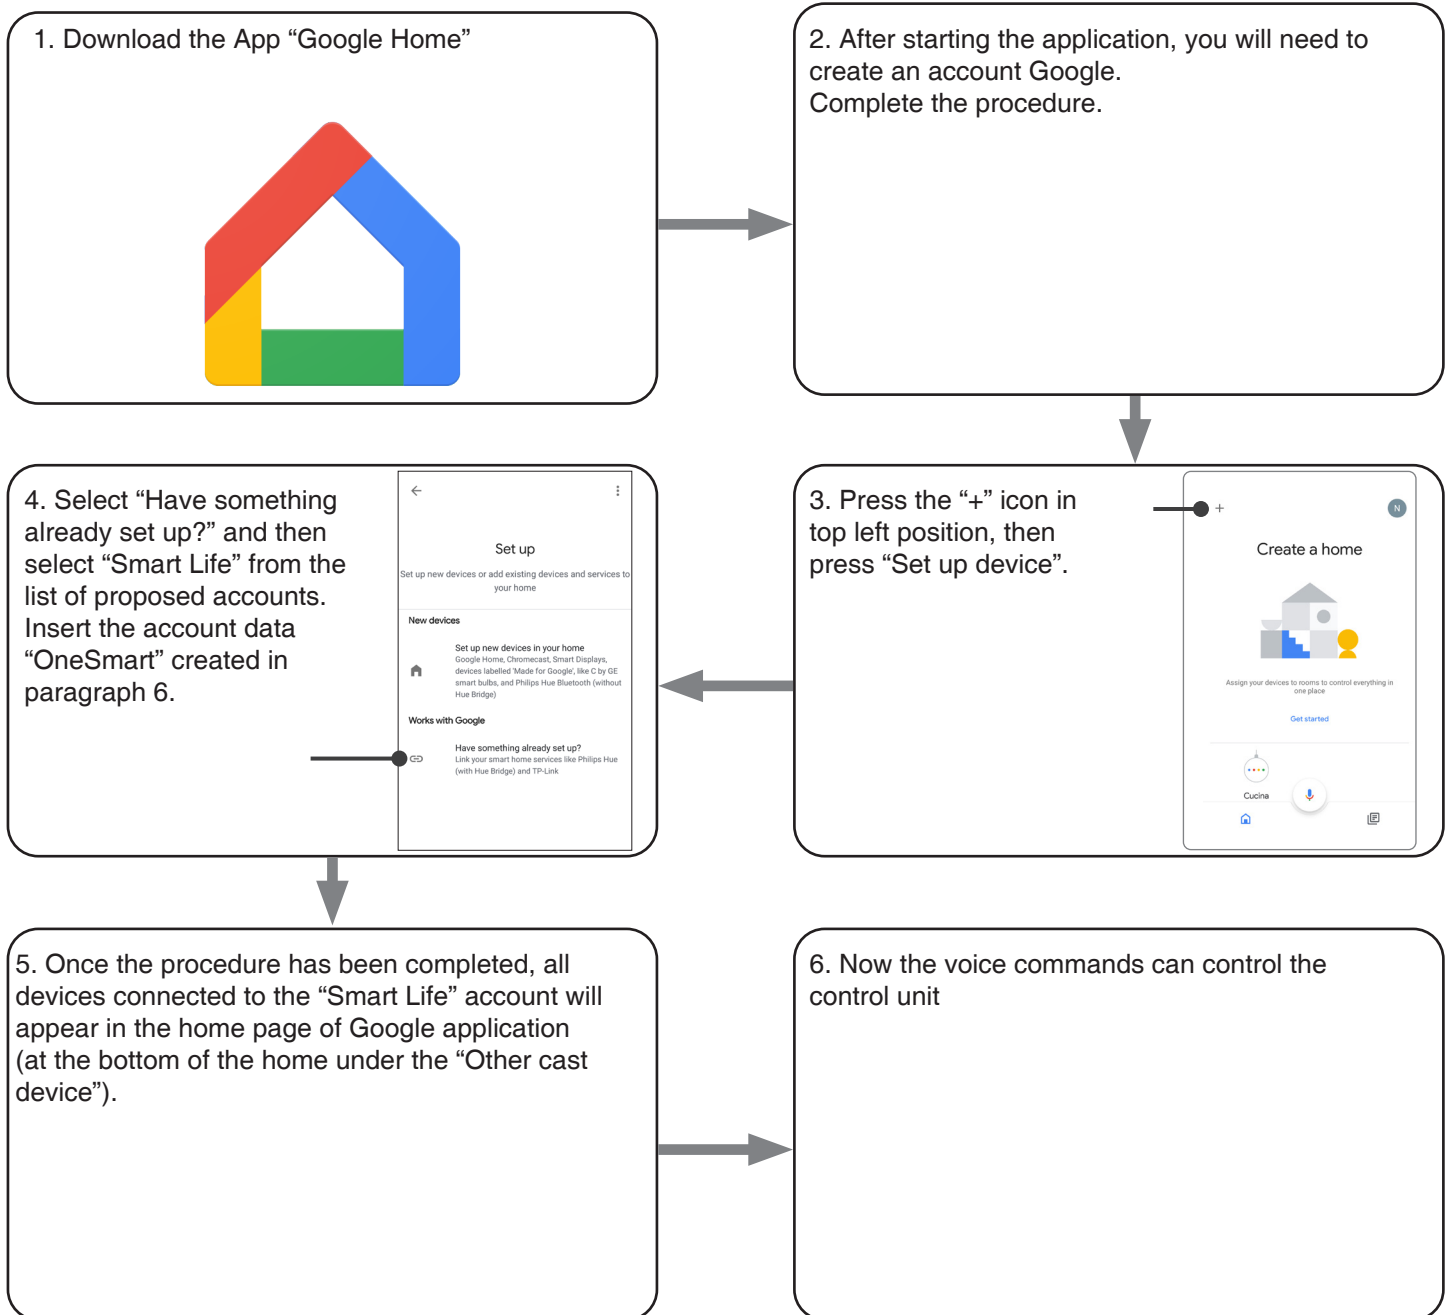 1. Download the App “Google Home”
2. After starting the application, you will need to
create an account Google.
Complete the procedure.
3. Press the “+” icon in
top left position, then
press “Set up device”.
+
N
Create a home
Assign your devices to rooms to control everything in
one place
Get started
Cucina
4. Select “Have something
already set up?” and then
select “Smart Life” from the
list of proposed accounts.
Insert the account data
“OneSmart” created in
paragraph 6.
Set up
Set up new devices or add existing devices and services to
your home
New devices
Set up new devices in your home
Google Home, Chromecast, Smart Displays,
devices labelled 'Made for Google', like C by GE
smart bulbs, and Philips Hue Bluetooth (without
Hue Bridge)
Works with Google
Have something already set up?
Link your smart home services like Philips Hue
(with Hue Bridge) and TP-Link
5. Once the procedure has been completed, all
devices connected to the “Smart Life” account will
appear in the home page of Google application
(at the bottom of the home under the “Other cast
device”).
6. Now the voice commands can control the
control unit